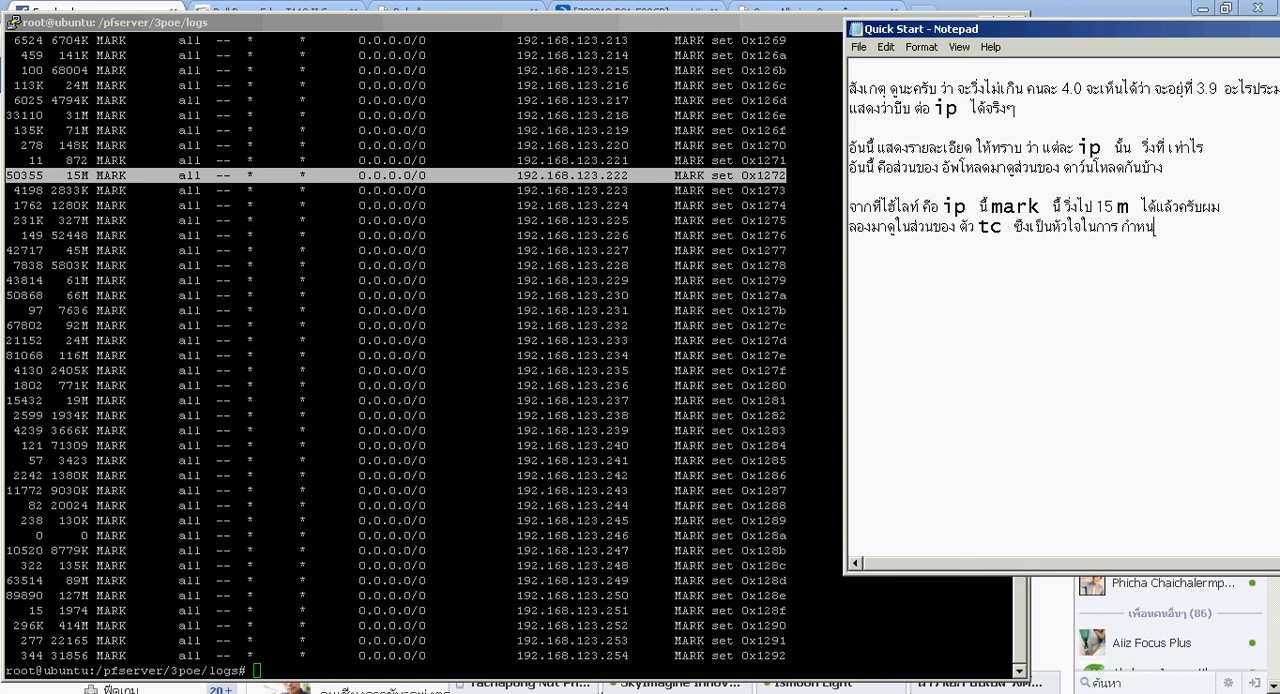 root@ubuntu: /pfserver/3poe/logs
6524 6704K MARK all -- * * 0.0.0.0/0 192.168.123.213 MARK set 0x1269
459 141K MARK all -- * * 0.0.0.0/0 192.168.123.214 MARK set 0x126a
100 68004 MARK all -- * * 0.0.0.0/0 192.168.123.215 MARK set 0x126b
113K 24M MARK all -- * * 0.0.0.0/0 192.168.123.216 MARK set 0x126c
6025 4794K MARK all -- * * 0.0.0.0/0 192.168.123.217 MARK set 0x126d
33110 31M MARK all -- * * 0.0.0.0/0 192.168.123.218 MARK set 0x126e
135K 71M MARK all -- * * 0.0.0.0/0 192.168.123.219 MARK set 0x126f
278 148K MARK all -- * * 0.0.0.0/0 192.168.123.220 MARK set 0x1270
11 872 MARK all -- * * 0.0.0.0/0 192.168.123.221 MARK set 0x1271
50355 15M MARK all -- * * 0.0.0.0/0 192.168.123.222 MARK set 0x1272
4198 2833K MARK all -- * * 0.0.0.0/0 192.168.123.223 MARK set 0x1273
1762 1280K MARK all -- * * 0.0.0.0/0 192.168.123.224 MARK set 0x1274
231K 327M MARK all -- * * 0.0.0.0/0 192.168.123.225 MARK set 0x1275
149 52448 MARK all -- * * 0.0.0.0/0 192.168.123.226 MARK set 0x1276
42717 45M MARK all -- * * 0.0.0.0/0 192.168.123.227 MARK set 0x1277
7838 5803K MARK all -- * * 0.0.0.0/0 192.168.123.228 MARK set 0x1278
43814 61M MARK all -- * * 0.0.0.0/0 192.168.123.229 MARK set 0x1279
50868 66M MARK all -- * * 0.0.0.0/0 192.168.123.230 MARK set 0x127a
97 7636 MARK all -- * * 0.0.0.0/0 192.168.123.231 MARK set 0x127b
67802 92M MARK all -- * * 0.0.0.0/0 192.168.123.232 MARK set 0x127c
21152 24M MARK all -- * * 0.0.0.0/0 192.168.123.233 MARK set 0x127d
81068 116M MARK all -- * * 0.0.0.0/0 192.168.123.234 MARK set 0x127e
4130 2405K MARK all -- * * 0.0.0.0/0 192.168.123.235 MARK set 0x127f
1802 771K MARK all -- * * 0.0.0.0/0 192.168.123.236 MARK set 0x1280
15432 19M MARK all -- * * 0.0.0.0/0 192.168.123.237 MARK set 0x1281
2599 1934K MARK all -- * * 0.0.0.0/0 192.168.123.238 MARK set 0x1282
4239 3666K MARK all -- * * 0.0.0.0/0 192.168.123.239 MARK set 0x1283
121 71309 MARK all -- * * 0.0.0.0/0 192.168.123.240 MARK set 0x1284
57 3423 MARK all -- * * 0.0.0.0/0 192.168.123.241 MARK set 0x1285
2242 1380K MARK all -- * * 0.0.0.0/0 192.168.123.242 MARK set 0x1286
11772 9030K MARK all -- * * 0.0.0.0/0 192.168.123.243 MARK set 0x1287
82 20024 MARK all -- * * 0.0.0.0/0 192.168.123.244 MARK set 0x1288
238 130K MARK all -- * * 0.0.0.0/0 192.168.123.245 MARK set 0x1289
0 0 MARK all -- * * 0.0.0.0/0 192.168.123.246 MARK set 0x128a
10520 8779K MARK all -- * * 0.0.0.0/0 192.168.123.247 MARK set 0x128b
322 135K MARK all -- * * 0.0.0.0/0 192.168.123.248 MARK set 0x128c
63514 89M MARK all -- * * 0.0.0.0/0 192.168.123.249 MARK set 0x128d
89890 127M MARK all -- * * 0.0.0.0/0 192.168.123.250 MARK set 0x128e
15 1974 MARK all -- * * 0.0.0.0/0 192.168.123.251 MARK set 0x128f
296K 414M MARK all -- * * 0.0.0.0/0 192.168.123.252 MARK set 0x1290
277 22165 MARK all -- * * 0.0.0.0/0 192.168.123.253 MARK set 0x1291
344 31856 MARK all -- * * 0.0.0.0/0 192.168.123.254 MARK set 0x1292
root@ubuntu:/pfserver/3poe/logs#
Quick Start - Notepad
File Edit Format View Help
สังเกตุ ดูนะครับ ว่า จะวิ่งไม่เกิน คนละ 4.0 จะเห็นได้ว่า จะอยุ่ที่ 3.9 อะไรประม
แสดงว่าบีบ ต่อ ip ได้จริงๆ
อันนี้ แสดงรายละเอียด ให้ทราบ ว่า แต่ละ ip นั้น วิ่งที่ เท่าไร
อันนี้ คือส่วนของ อัพโหลดมาดูส่วนของ ดาว์นโหลดกันบ้าง
จากที่ไฮ้ไลท์ คือ ip นี้ mark นี้ วิ่งไป 15 m ได้แล้วครับผม
ลองมาดูในส่วนของ ตัว tc ซึ่งเป็นหัวใจในการ กำหน
Phicha Chaichalermp...
เพื่อนคนอื่นๆ (86)
Aiiz Focus Plus
ค้นหา
ฟีดเกม 20+